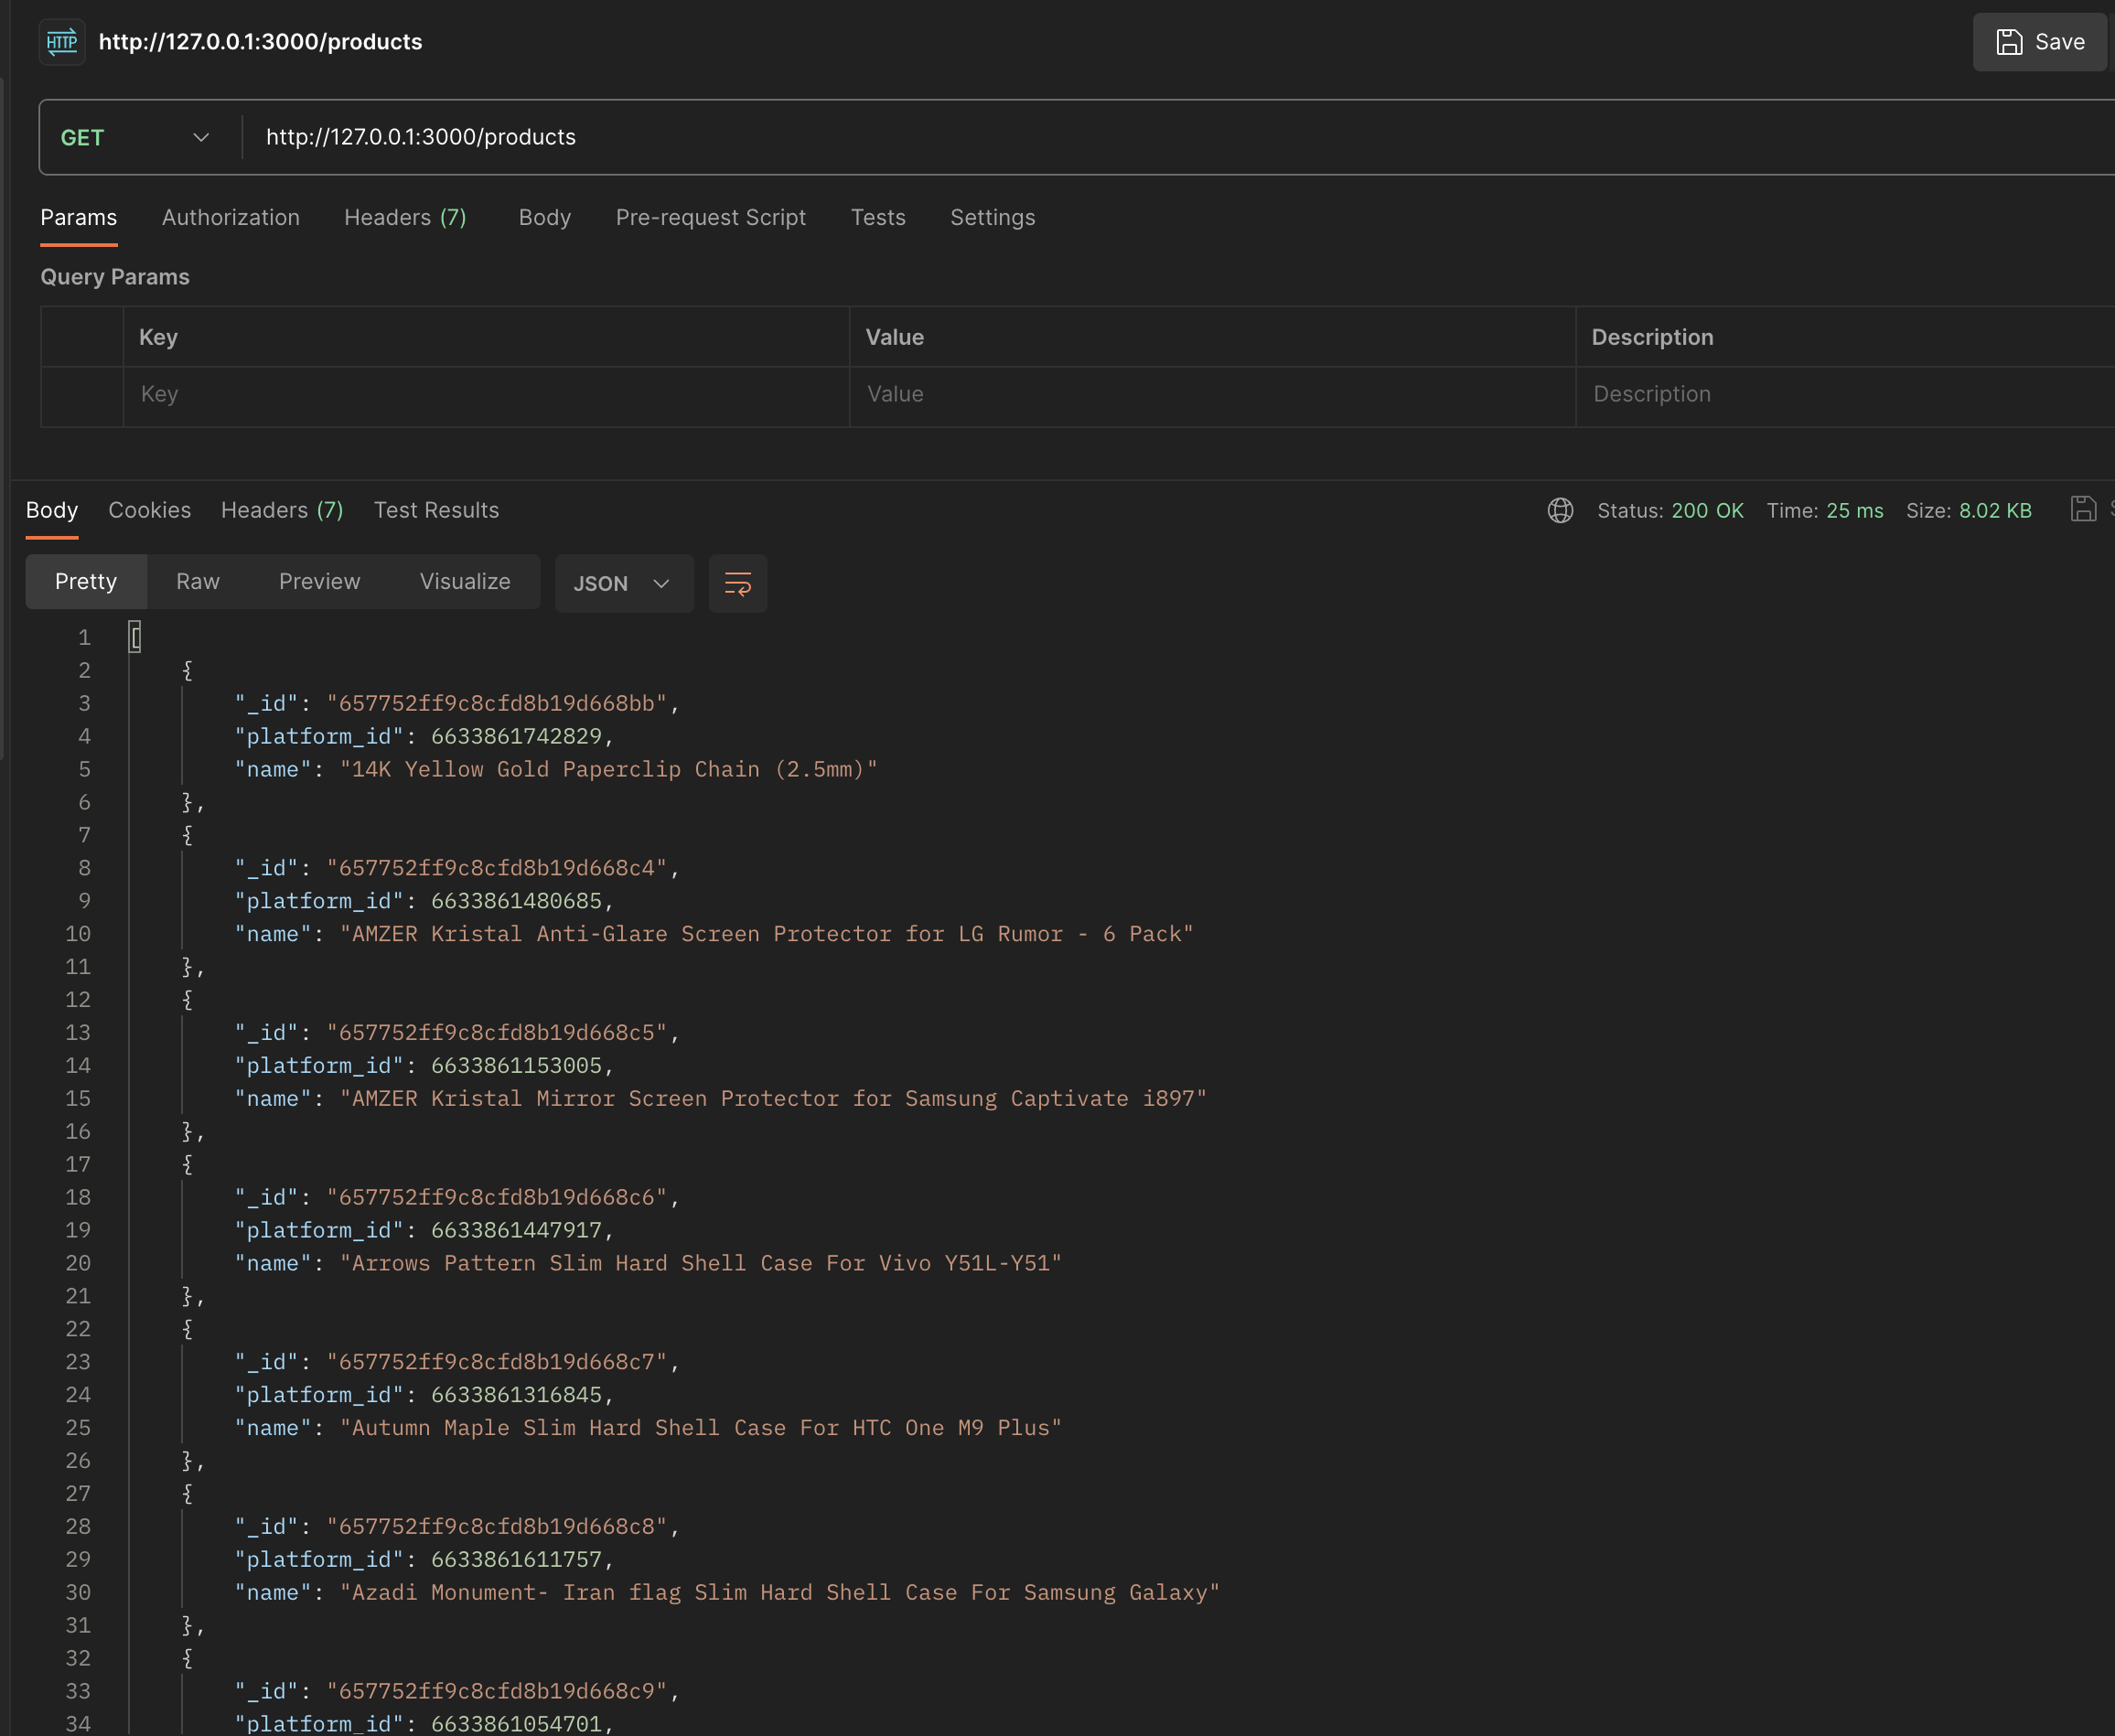 HTTP http://127.0.0.1:3000/products Save
GET http://127.0.0.1:3000/products
Params Authorization Headers (7) Body Pre-request Script Tests Settings
Query Params
Key Value Description
Key Value Description
Body Cookies Headers (7) Test Results Status: 200 OK Time: 25 ms Size: 8.02 KB
Pretty Raw Preview Visualize JSON
1 [
2 {
3 "_id": "657752ff9c8cfd8b19d668bb",
4 "platform_id": 6633861742829,
5 "name": "14K Yellow Gold Paperclip Chain (2.5mm)"
6 },
7 {
8 "_id": "657752ff9c8cfd8b19d668c4",
9 "platform_id": 6633861480685,
10 "name": "AMZER Kristal Anti-Glare Screen Protector for LG Rumor - 6 Pack"
11 },
12 {
13 "_id": "657752ff9c8cfd8b19d668c5",
14 "platform_id": 6633861153005,
15 "name": "AMZER Kristal Mirror Screen Protector for Samsung Captivate i897"
16 },
17 {
18 "_id": "657752ff9c8cfd8b19d668c6",
19 "platform_id": 6633861447917,
20 "name": "Arrows Pattern Slim Hard Shell Case For Vivo Y51L-Y51"
21 },
22 {
23 "_id": "657752ff9c8cfd8b19d668c7",
24 "platform_id": 6633861316845,
25 "name": "Autumn Maple Slim Hard Shell Case For HTC One M9 Plus"
26 },
27 {
28 "_id": "657752ff9c8cfd8b19d668c8",
29 "platform_id": 6633861611757,
30 "name": "Azadi Monument- Iran flag Slim Hard Shell Case For Samsung Galaxy"
31 },
32 {
33 "_id": "657752ff9c8cfd8b19d668c9",
34 "platform_id": 6633861054701,